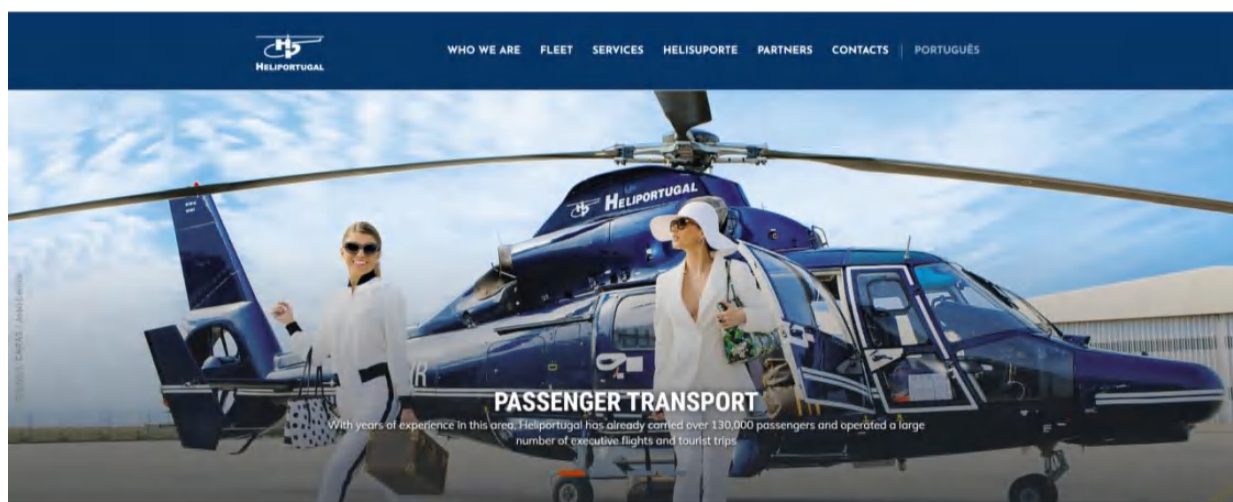 HELIPORTUGAL
WHO WE ARE FLEET SERVICES HELISUPORTE PARTNERS CONTACTS PORTUGUÊS
HELIPORTUGAL
PASSENGER TRANSPORT
With years of experience in this area, Heliportugal has already carried over 130,000 passengers and operated a large
number of executive flights and tourist trips